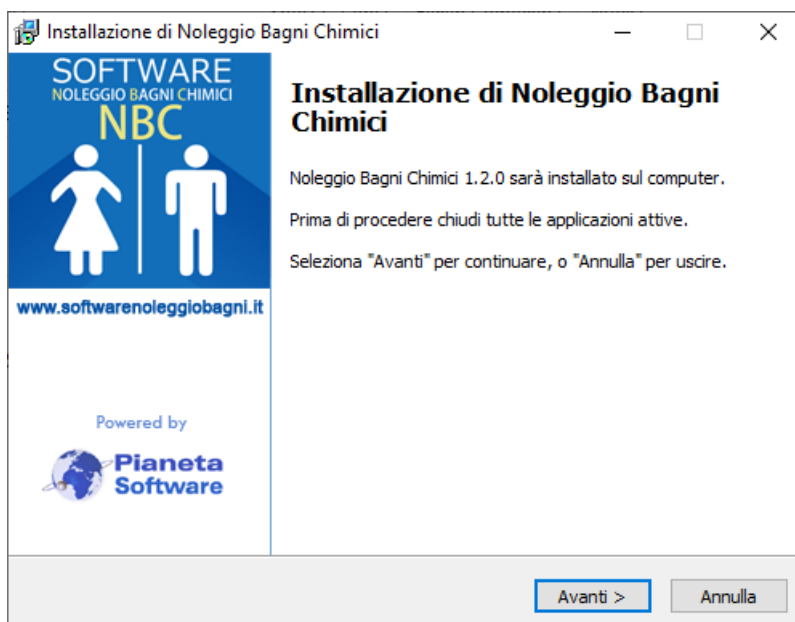 Installazione di Noleggio Bagni Chimici
SOFTWARE
NOLEGGIO BAGNI CHIMICI
NBC
www.softwarenoleggiobagni.it
Powered by
Pianeta
Software
Installazione di Noleggio Bagni
Chimici
Noleggio Bagni Chimici 1.2.0 sarà installato sul computer.
Prima di procedere chiudi tutte le applicazioni attive.
Seleziona "Avanti" per continuare, o "Annulla" per uscire.
Avanti >
Annulla